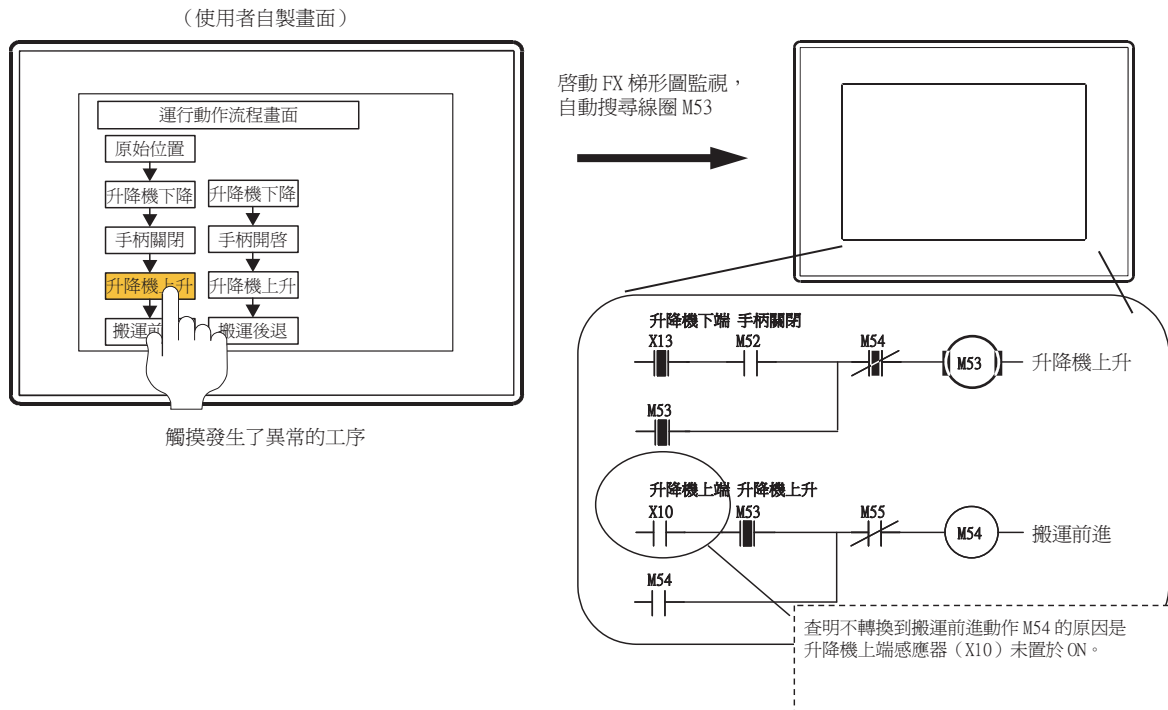 （使用者自製畫面）
運行動作流程畫面
原始位置
升降機下降
升降機下降
手柄關閉
手柄開啓
升降機上升
升降機上升
搬運前
搬運後退
觸摸發生了異常的工序
啓動 FX 梯形圖監視，
自動搜尋線圈 M53
升降機下端 手柄關閉
X13 M52 M54
M53 升降機上升
M53
升降機上端 升降機上升
X10 M53 M55
M54 搬運前進
M54
查明不轉換到搬運前進動作 M54 的原因是
升降機上端感應器（X10）未置於 ON。